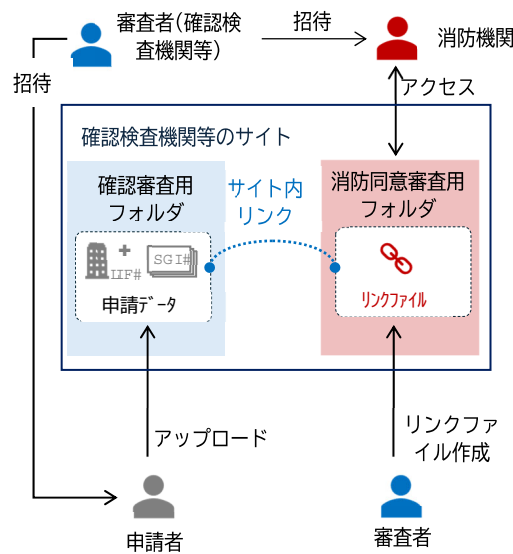 審査者(確認検
査機関等)
招待
消防機関
招待
アクセス
確認検査機関等のサイト
確認審査用
フォルダ
サイト内
リンク
消防同意審査用
フォルダ
+
IIF#
SGI#
申請ﾃﾞｰﾀ
ﾘﾝｸﾌｧｲﾙ
アップロード
リンクファ
イル作成
申請者
審査者